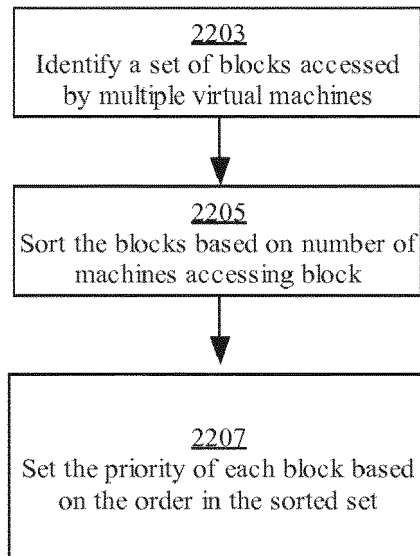 2203
Identify a set of blocks accessed
by multiple virtual machines
2205
Sort the blocks based on number of
machines accessing block
2207
Set the priority of each block based
on the order in the sorted set